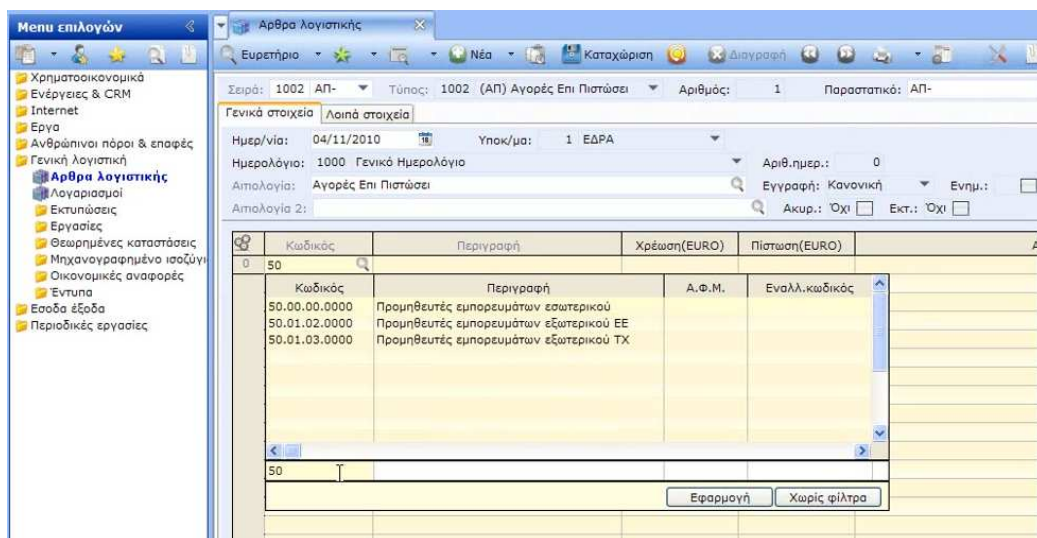 Menu επιλογών
Χρηματοοικονομικά
Ενέργειες & CRM
Internet
Εργα
Ανθρώπινοι πόροι & επαφές
Γενική λογιστική
Αρθρα λογιστικής
Λογαριασμοί
Εκτυπώσεις
Εργασίες
Θεωρημένες καταστάσεις
Μηχανογραφημένο ισοζύγι
Οικονομικές αναφορές
Έντυπα
Εσοδα έξοδα
Περιοδικές εργασίες
Αρθρα λογιστικής
Ευρετήριο Νέα Καταχώριση Διαγραφή
Σειρά: 1002 ΑΠ- Τύπος: 1002 (ΑΠ) Αγορές Επι Πιστώσει Αριθμός: 1 Παραστατικό: ΑΠ-
Γενικά στοιχεία Λοιπά στοιχεία
Ημερ/νία: 04/11/2010 Υποκ/μα: 1 ΕΔΡΑ
Ημερολόγιο: 1000 Γενικό Ημερολόγιο Αριθ.ημερ.: 0
Αιτιολογία: Αγορές Επι Πιστώσει Εγγραφή: Κανονική Ενημ.:
Αιτιολογία 2: Ακυρ.: Όχι Εκτ.: Όχι
Κωδικός Περιγραφή Χρέωση(EURO) Πίστωση(EURO) Α
0 50
Κωδικός Περιγραφή Α.Φ.Μ. Εναλλ.κωδικός
50.00.00.0000 Προμηθευτές εμπορευμάτων εσωτερικού
50.01.02.0000 Προμηθευτές εμπορευμάτων εξωτερικού ΕΕ
50.01.03.0000 Προμηθευτές εμπορευμάτων εξωτερικού ΤΧ
50
Εφαρμογή Χωρίς φίλτρα